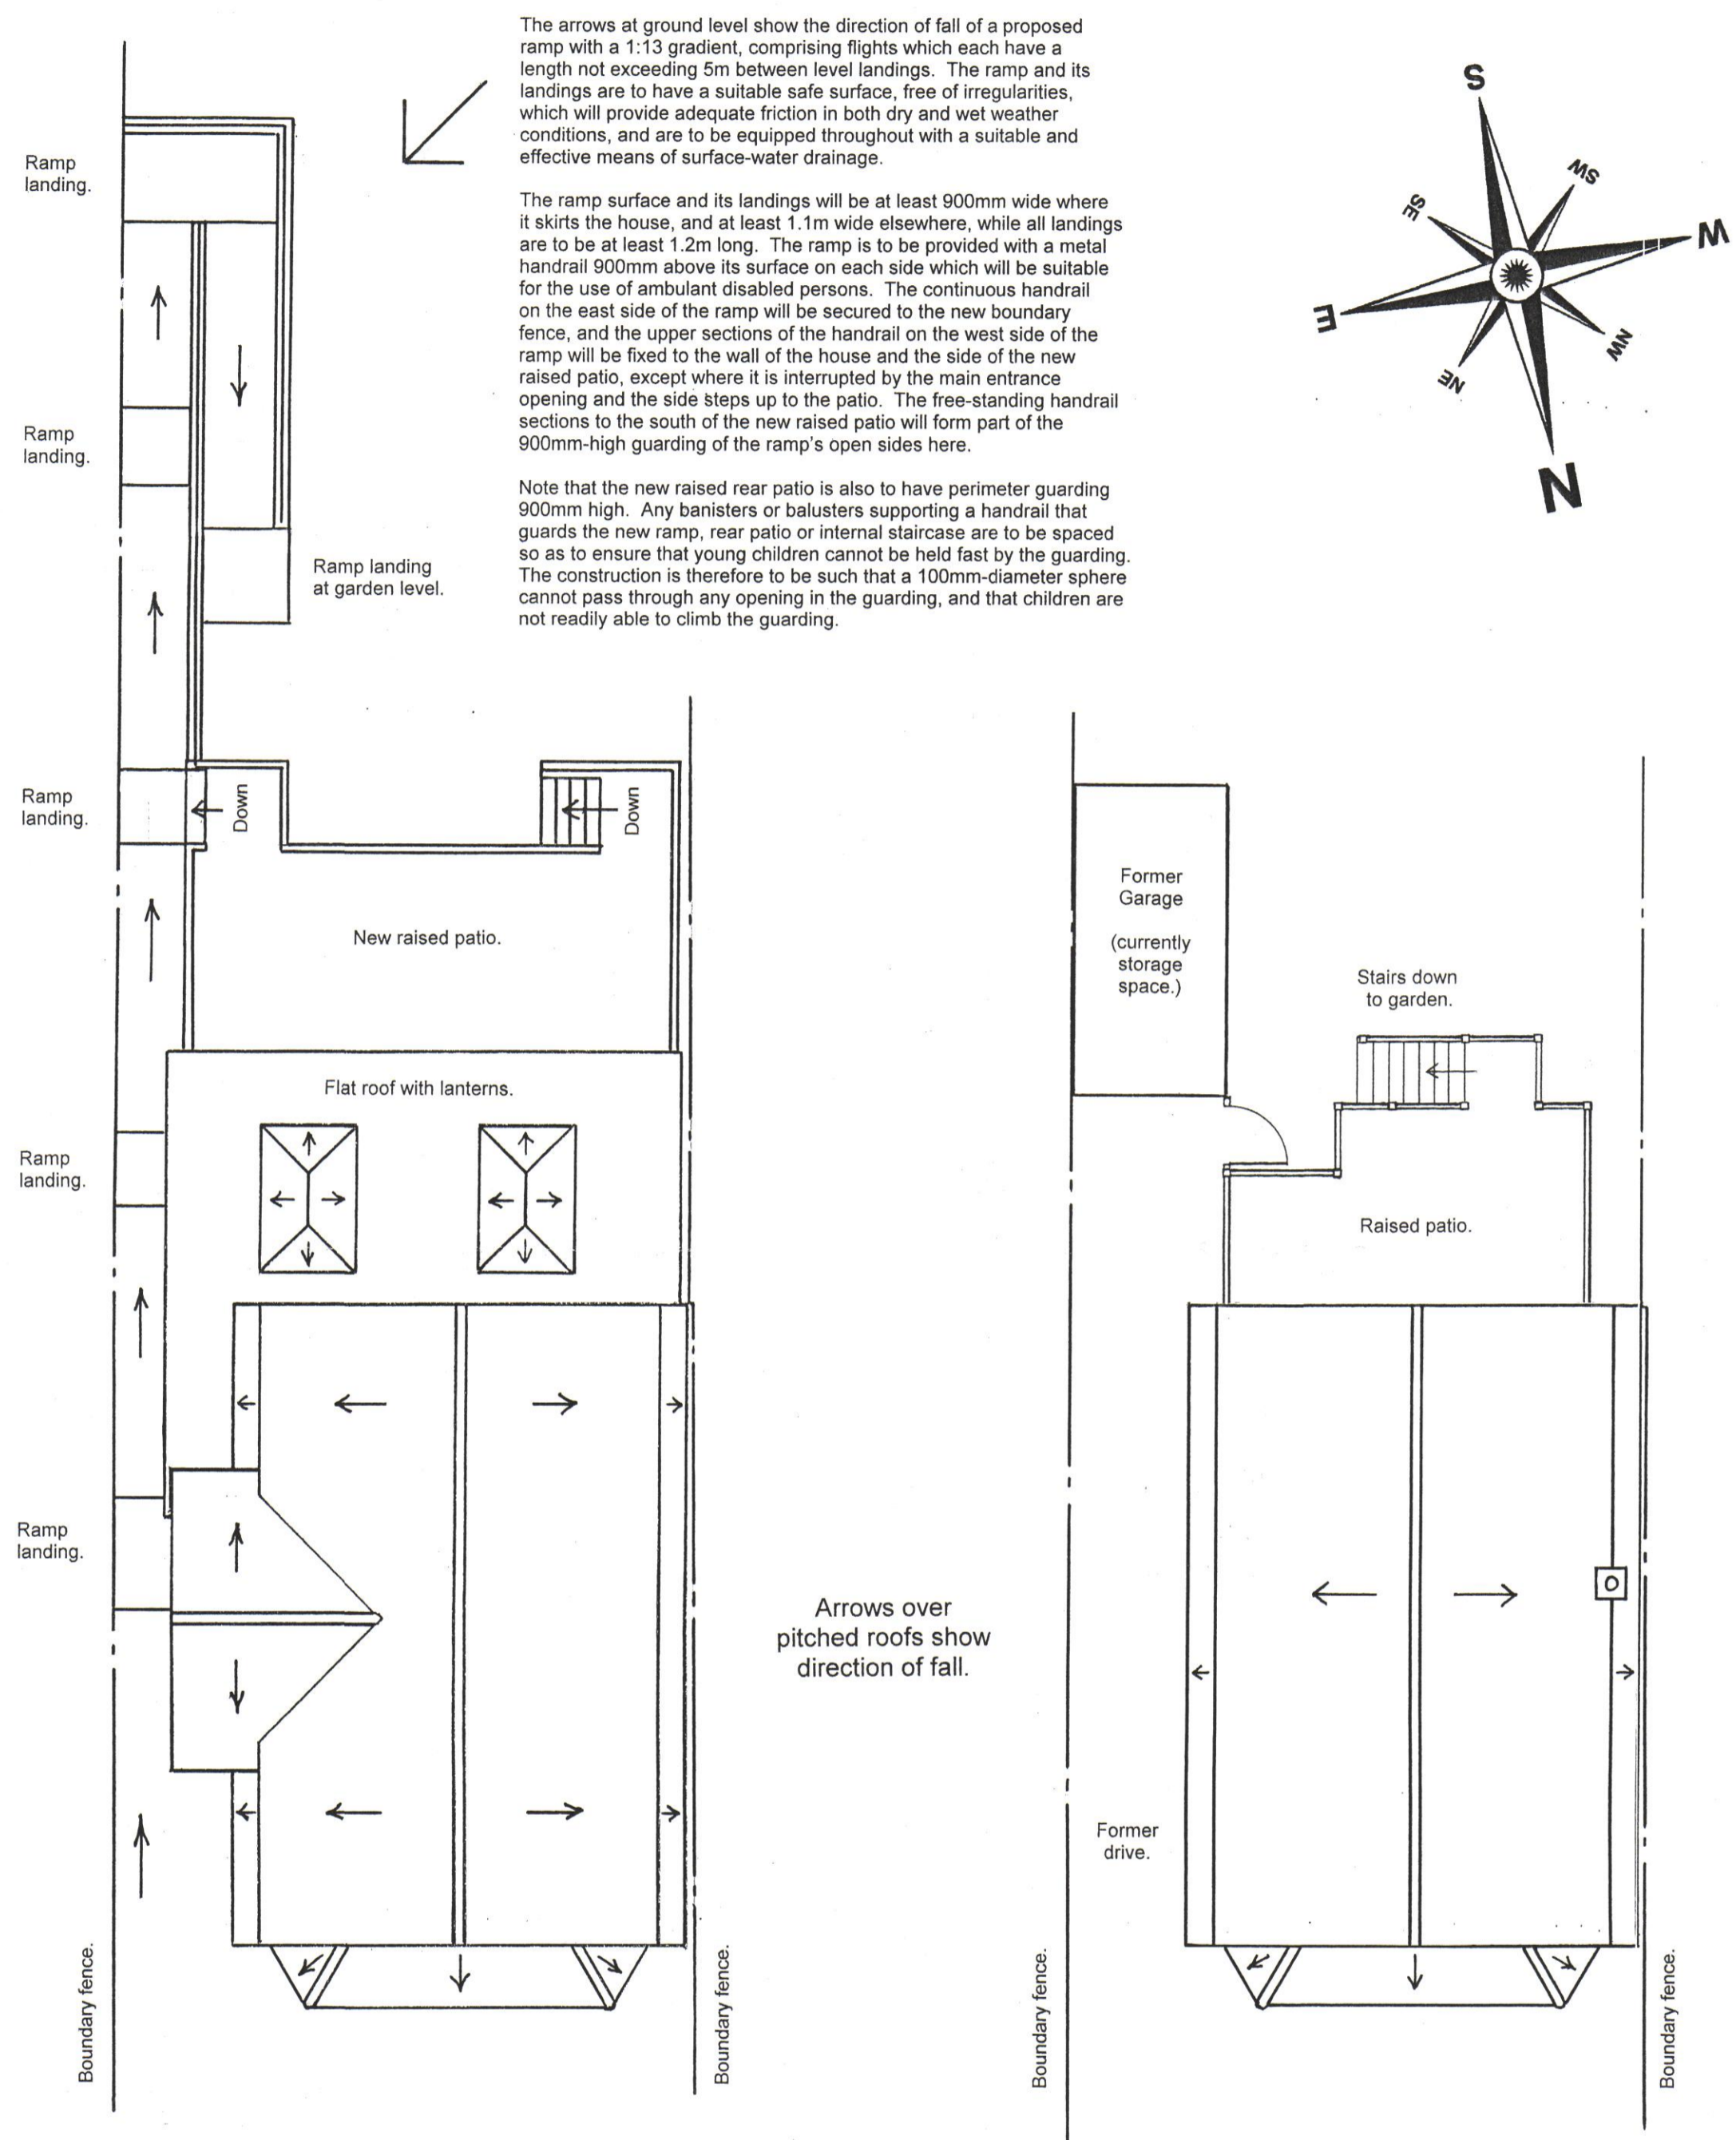 The arrows at ground level show the direction of fall of a proposed
ramp with a 1:13 gradient, comprising flights which each have a
length not exceeding 5m between level landings. The ramp and its
landings are to have a suitable safe surface, free of irregularities,
which will provide adequate friction in both dry and wet weather
conditions, and are to be equipped throughout with a suitable and
effective means of surface-water drainage.
The ramp surface and its landings will be at least 900mm wide where
it skirts the house, and at least 1.1m wide elsewhere, while all landings
are to be at least 1.2m long. The ramp is to be provided with a metal
handrail 900mm above its surface on each side which will be suitable
for the use of ambulant disabled persons. The continuous handrail
on the east side of the ramp will be secured to the new boundary
fence, and the upper sections of the handrail on the west side of the
ramp will be fixed to the wall of the house and the side of the new
raised patio, except where it is interrupted by the main entrance
opening and the side steps up to the patio. The free-standing handrail
sections to the south of the new raised patio will form part of the
900mm-high guarding of the ramp's open sides here.
Note that the new raised rear patio is also to have perimeter guarding
900mm high. Any banisters or balusters supporting a handrail that
guards the new ramp, rear patio or internal staircase are to be spaced
so as to ensure that young children cannot be held fast by the guarding.
The construction is therefore to be such that a 100mm-diameter sphere
cannot pass through any opening in the guarding, and that children are
not readily able to climb the guarding.
S
SW
W
NW
N
NE
E
SE
Ramp
landing.
Ramp
landing.
Ramp landing
at garden level.
Ramp
landing.
Down
Down
New raised patio.
Flat roof with lanterns.
Ramp
landing.
Ramp
landing.
Boundary fence.
Boundary fence.
Arrows over
pitched roofs show
direction of fall.
Former
Garage
(currently
storage
space.)
Stairs down
to garden.
Raised patio.
Former
drive.
Boundary fence.
Boundary fence.